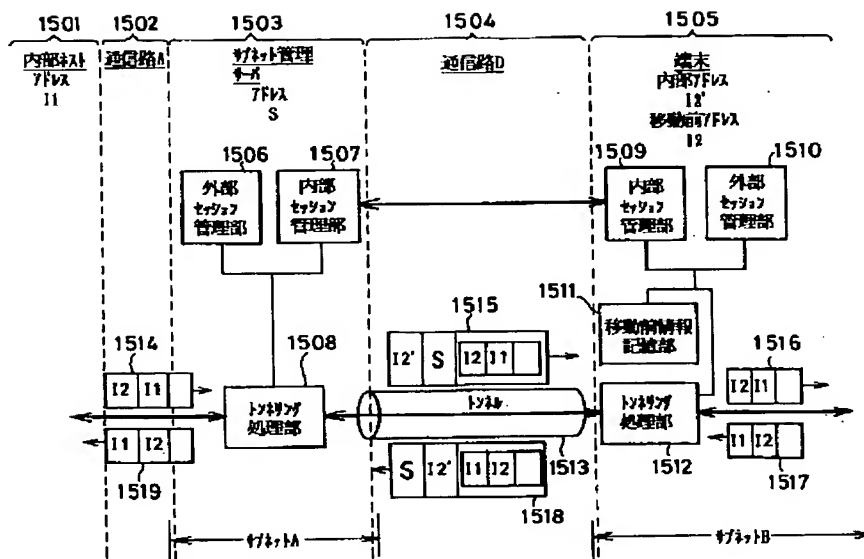 1501
1502
1503
1504
1505
内部ホスト
アドレス
I1
通信路A
サブネット管理
サーバ
アドレス
S
通信路D
端末
内部アドレス
I2'
移動前アドレス
I2
1506
1507
1509
1510
外部
セッション
管理部
内部
セッション
管理部
内部
セッション
管理部
外部
セッション
管理部
1511
移動前情報
記憶部
1514
I2 I1
1508
トンネリング
処理部
1515
I2' S I2 I1
トンネル
1513
トンネリング
処理部
1512
1516
I2 I1
I1 I2
1519
S I2' I1 I2
1518
I1 I2
1517
サブネットA
サブネットB